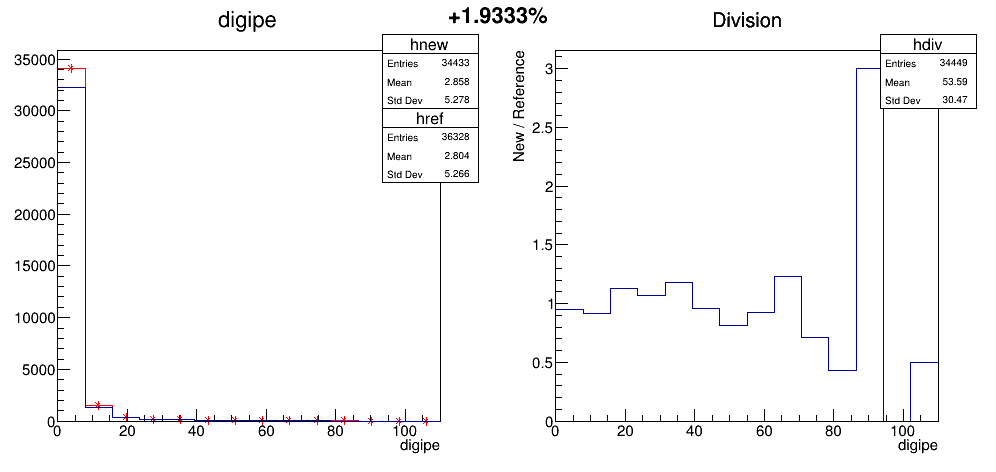 +1.9333%
digipe
hnew
Entries 34433
Mean 2.858
Std Dev 5.278
href
Entries 36328
Mean 2.804
Std Dev 5.266
35000
30000
25000
20000
15000
10000
5000
0
0 20 40 60 80 100
digipe
Division
hdiv
Entries 34449
Mean 53.59
Std Dev 30.47
New / Reference
3
2.5
2
1.5
1
0.5
0
0 20 40 60 80 100
digipe